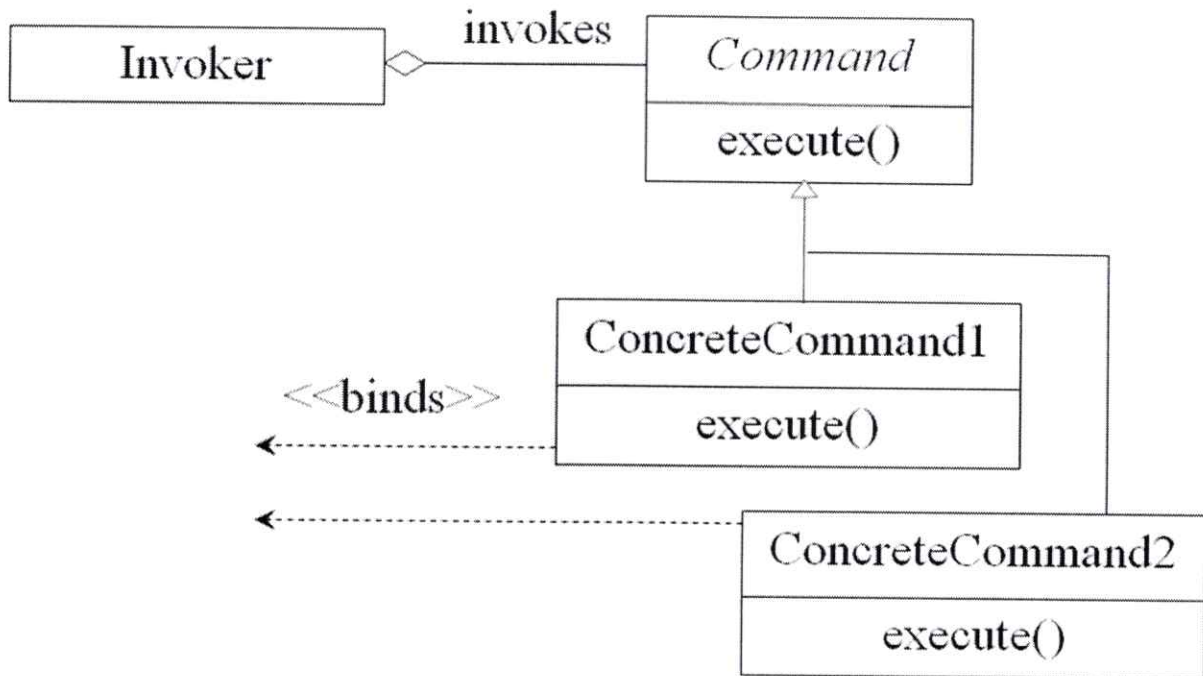 invokes
Invoker
Command
execute()
ConcreteCommand1
<<binds>>
execute()
ConcreteCommand2
execute()